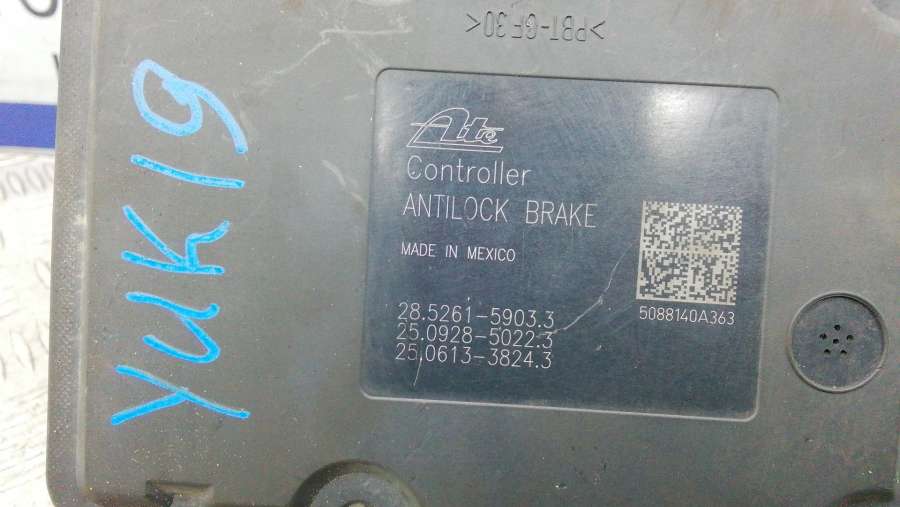 >PBT-GF30<
Ate
Controller
ANTILOCK BRAKE
MADE IN MEXICO
28.5261-5903.3
25.0928-5022.3
25.0613-3824.3
5088140A363
YUK19